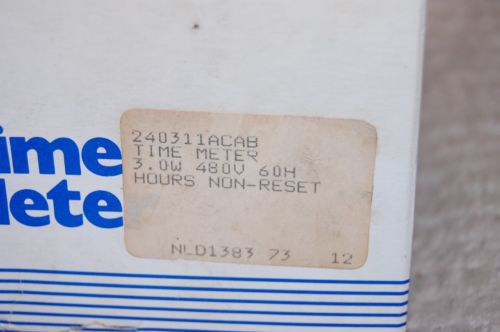 ime
lete
240311ACAB
TIME METER
3.0W 480V 60H
HOURS NON-RESET
NLD1383 73 12